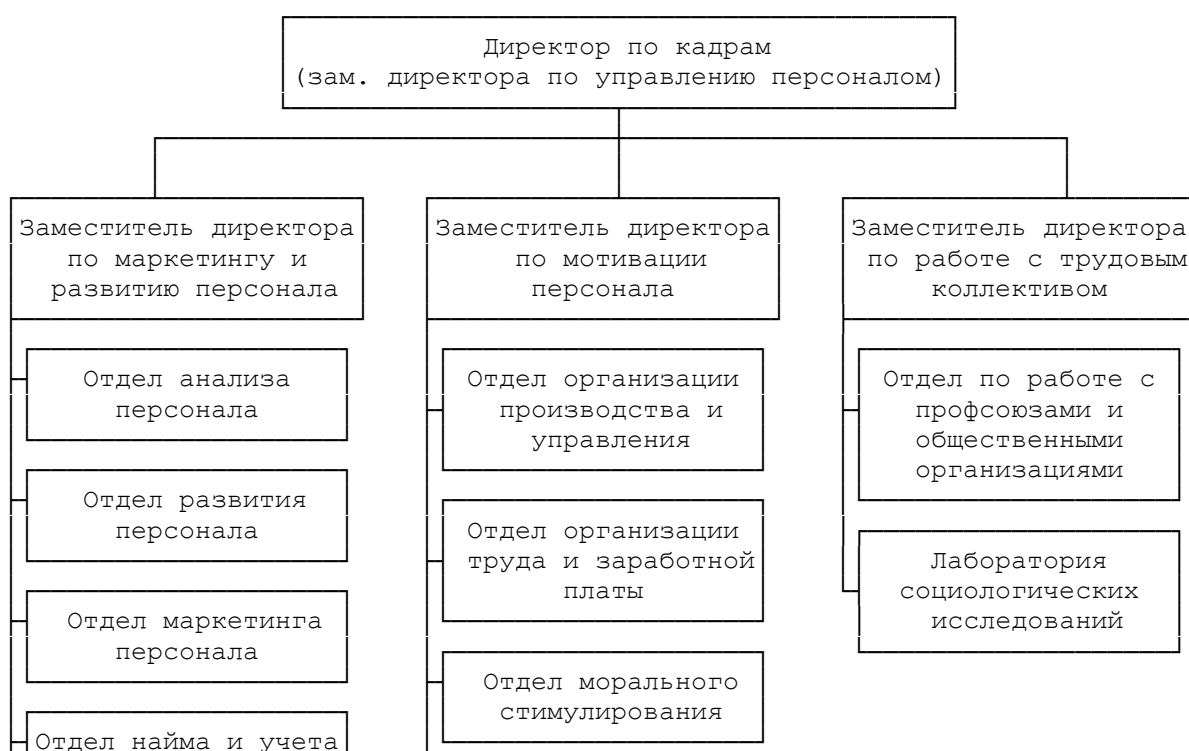 Директор по кадрам
(зам. директора по управлению персоналом)
Заместитель директора
по маркетингу и
развитию персонала
Заместитель директора
по мотивации
персонала
Заместитель директора
по работе с трудовым
коллективом
Отдел анализа
персонала
Отдел развития
персонала
Отдел маркетинга
персонала
Отдел найма и учета
Отдел организации
производства и
управления
Отдел организации
труда и заработной
платы
Отдел морального
стимулирования
Отдел по работе с
профсоюзами и
общественными
организациями
Лаборатория
социологических
исследований